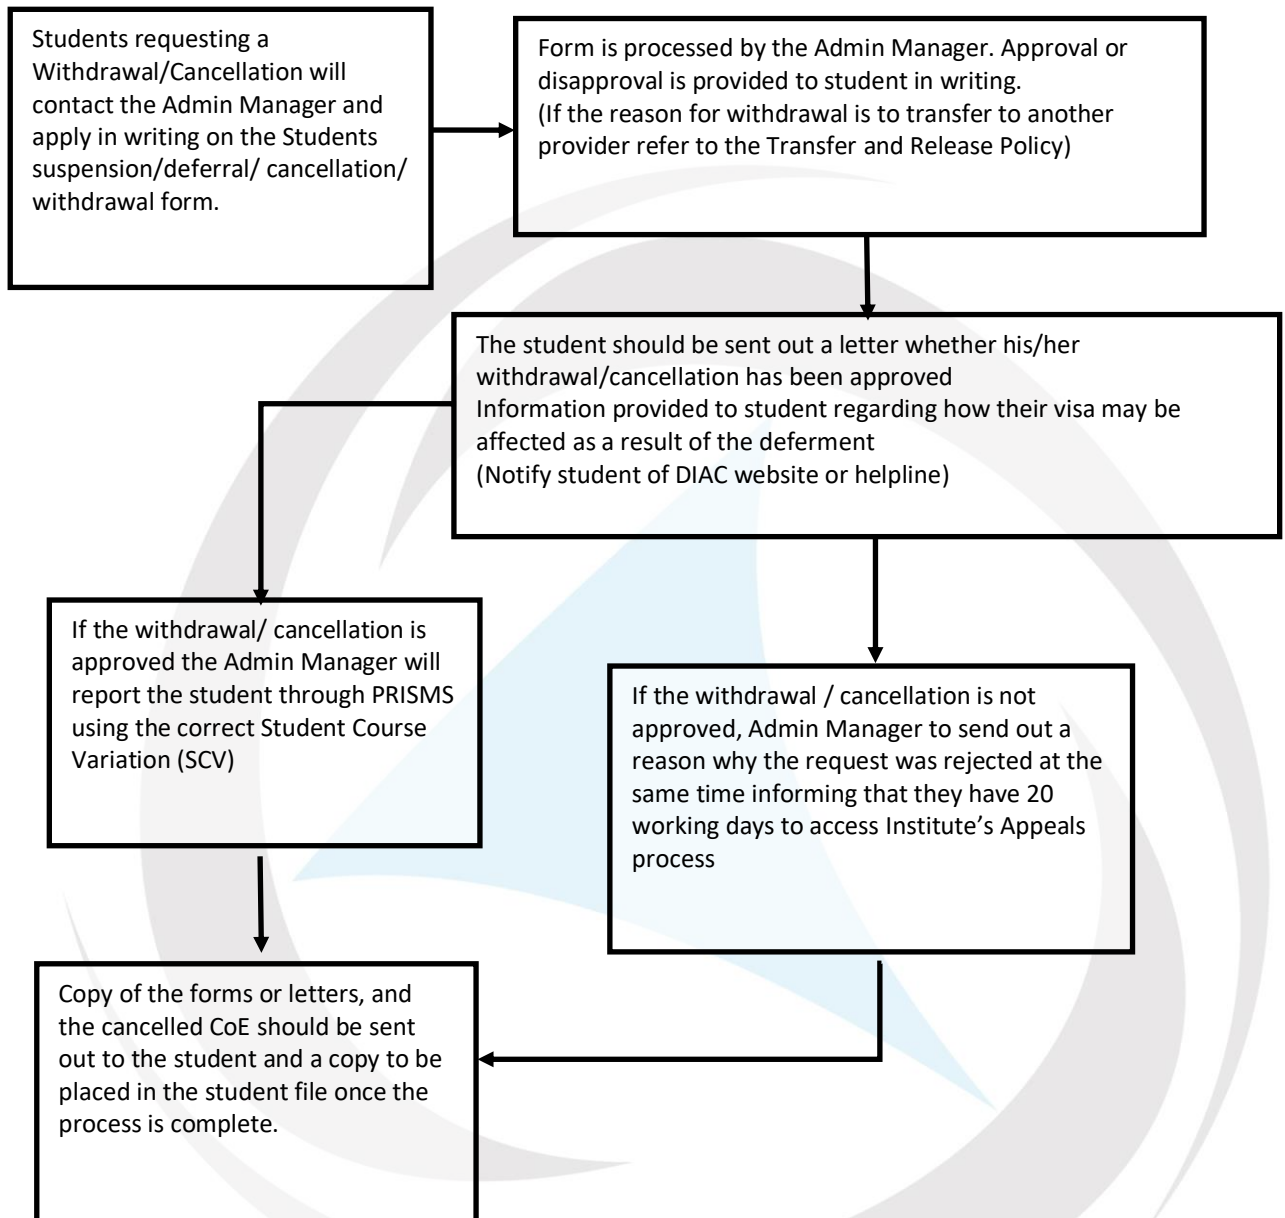 Students requesting a
Withdrawal/Cancellation will
contact the Admin Manager and
apply in writing on the Students
suspension/deferral/ cancellation/
withdrawal form.
Form is processed by the Admin Manager. Approval or
disapproval is provided to student in writing.
(If the reason for withdrawal is to transfer to another
provider refer to the Transfer and Release Policy)
The student should be sent out a letter whether his/her
withdrawal/cancellation has been approved
Information provided to student regarding how their visa may be
affected as a result of the deferment
(Notify student of DIAC website or helpline)
If the withdrawal/ cancellation is
approved the Admin Manager will
report the student through PRISMS
using the correct Student Course
Variation (SCV)
If the withdrawal / cancellation is not
approved, Admin Manager to send out a
reason why the request was rejected at the
same time informing that they have 20
working days to access Institute’s Appeals
process
Copy of the forms or letters, and
the cancelled CoE should be sent
out to the student and a copy to be
placed in the student file once the
process is complete.